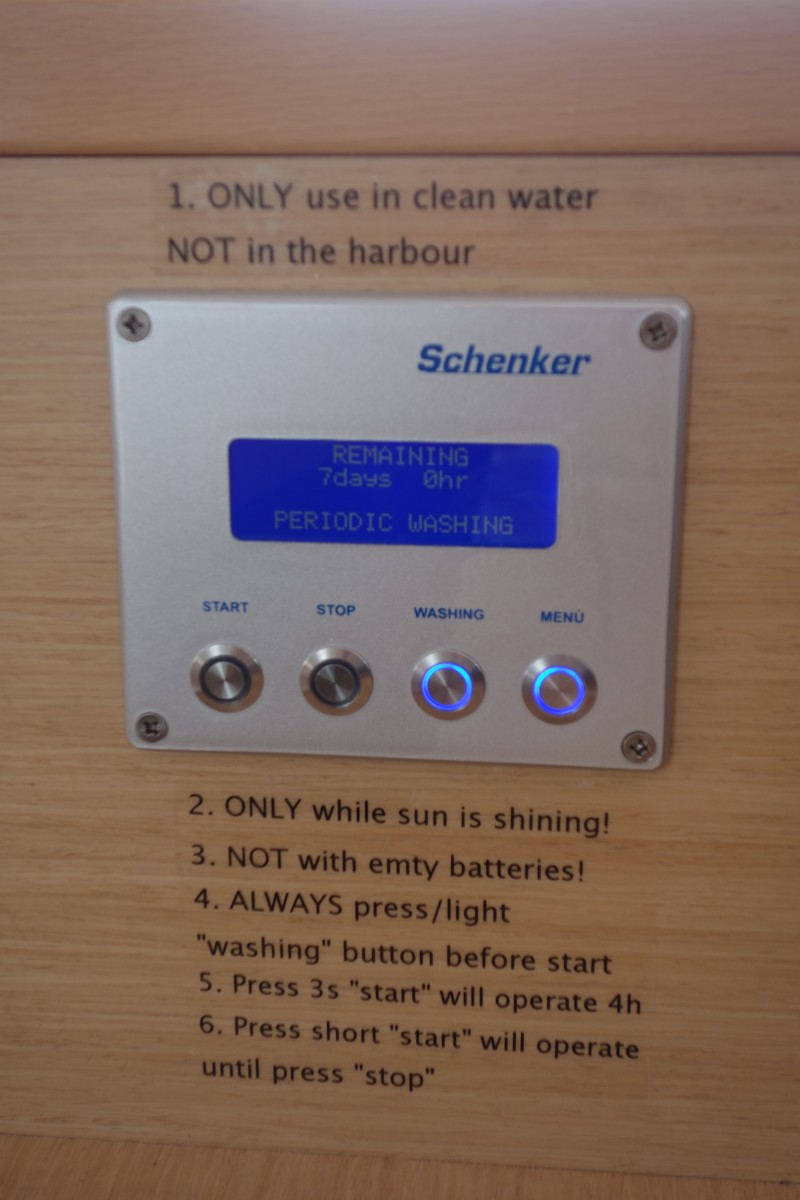 1. ONLY use in clean water
NOT in the harbour
Schenker
REMAINING
7days 0hr
PERIODIC WASHING
START STOP WASHING MENÙ
2. ONLY while sun is shining!
3. NOT with emty batteries!
4. ALWAYS press/light
"washing" button before start
5. Press 3s "start" will operate 4h
6. Press short "start" will operate
until press "stop"